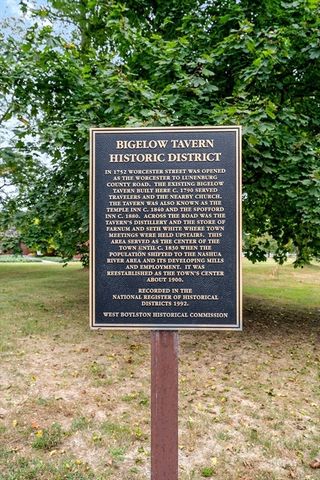 BIGELOW TAVERN
HISTORIC DISTRICT
IN 1752 WORCESTER STREET WAS OPENED
AS THE WORCESTER TO LUNENBURG
COUNTY ROAD. THE EXISTING BIGELOW
TAVERN BUILT HERE C. 1790 SERVED
TRAVELERS AND THE NEARBY CHURCH.
THE TAVERN WAS ALSO KNOWN AS THE
TEMPLE INN C. 1840 AND THE SPOFFORD
INN C. 1880. ACROSS THE ROAD WAS THE
TAVERN'S DISTILLERY AND THE STORE OF
FARNUM AND SETH WHITE WHERE TOWN
MEETINGS WERE HELD UPSTAIRS. THIS
AREA SERVED AS THE CENTER OF THE
TOWN UNTIL C. 1830 WHEN THE
POPULATION SHIFTED TO THE NASHUA
RIVER AREA AND ITS DEVELOPING MILLS
AND EMPLOYMENT. IT WAS
REESTABLISHED AS THE TOWN'S CENTER
ABOUT 1900.
RECORDED IN THE
NATIONAL REGISTER OF HISTORICAL
DISTRICTS 1992.
WEST BOYLSTON HISTORICAL COMMISSION